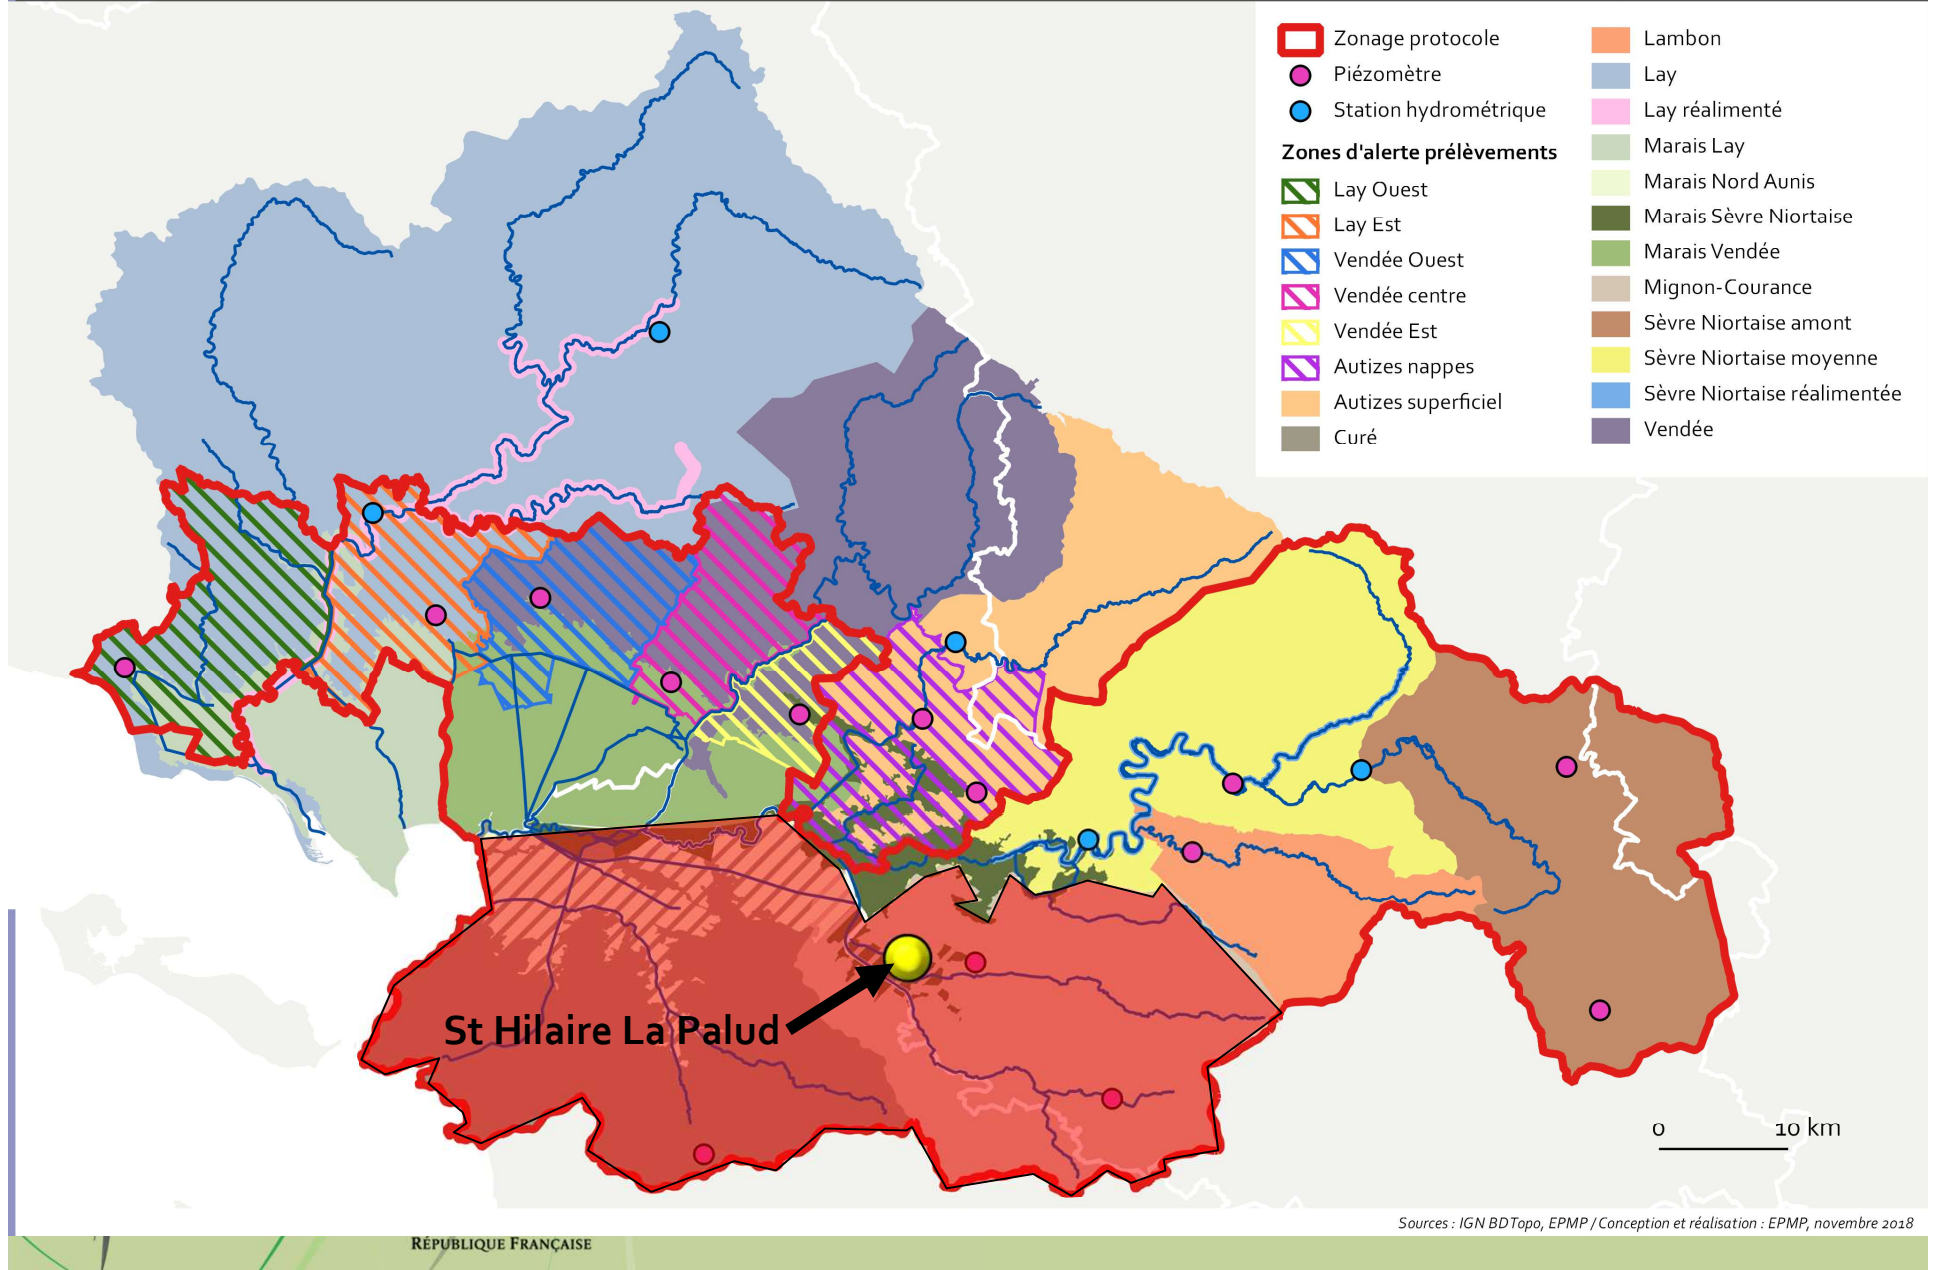 Zonage protocole
Piézomètre
Station hydrométrique
Zones d'alerte prélèvements
Lay Ouest
Lay Est
Vendée Ouest
Vendée centre
Vendée Est
Autizes nappes
Autizes superficiel
Curé
Lambon
Lay
Lay réalimenté
Marais Lay
Marais Nord Aunis
Marais Sèvre Niortaise
Marais Vendée
Mignon-Courance
Sèvre Niortaise amont
Sèvre Niortaise moyenne
Sèvre Niortaise réalimentée
Vendée
St Hilaire La Palud
0 10 km
Sources : IGN BDTopo, EPMP / Conception et réalisation : EPMP, novembre 2018
RÉPUBLIQUE FRANÇAISE